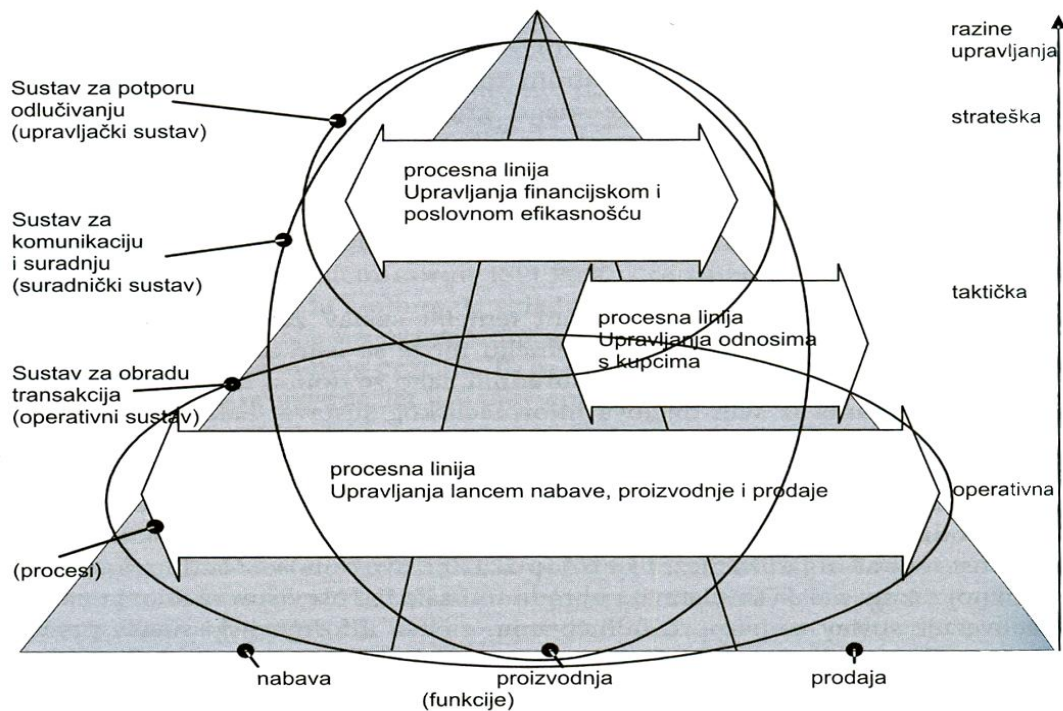 razine
upravljanja
Sustav za potporu
odlučivanju
(upravljački sustav)
strateška
procesna linija
Upravljanja financijskom i
poslovnom efikasnošću
Sustav za
komunikaciju
i suradnju
(suradnički sustav)
taktička
procesna linija
Upravljanja odnosima
s kupcima
Sustav za obradu
transakcija
(operativni sustav)
procesna linija
Upravljanja lancem nabave, proizvodnje i prodaje
operativna
(procesi)
nabava
proizvodnja
prodaja
(funkcije)